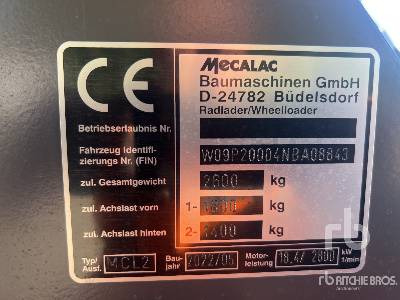 CE
MECALAC
Baumaschinen GmbH
D-24782 Büdelsdorf
Radlader/Wheelloader
Betriebserlaubnis Nr.
Fahrzeug Identifi-
zierungs Nr. (FIN) W09P20004NBA08843
zul. Gesamtgewicht 2600 kg
zul. Achslast vorn 1- kg
zul. Achslast hinten 2- 1400 kg
Typ/ Ausf. MCL2 Bau- jahr 2022/05 Motor- leistung 18.4/ 2800 kW 1/min
rb
RITCHIE BROS